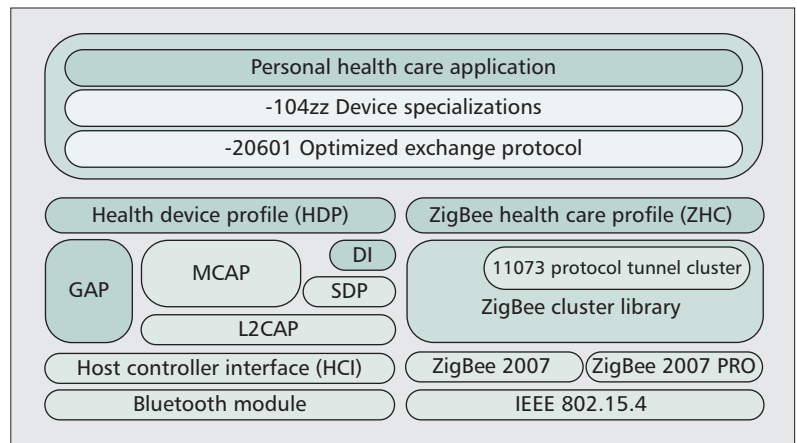 Personal health care application
-104zz Device specializations
-20601 Optimized exchange protocol
Health device profile (HDP)
ZigBee health care profile (ZHC)
GAP
MCAP
DI
SDP
L2CAP
11073 protocol tunnel cluster
ZigBee cluster library
Host controller interface (HCI)
ZigBee 2007
ZigBee 2007 PRO
Bluetooth module
IEEE 802.15.4